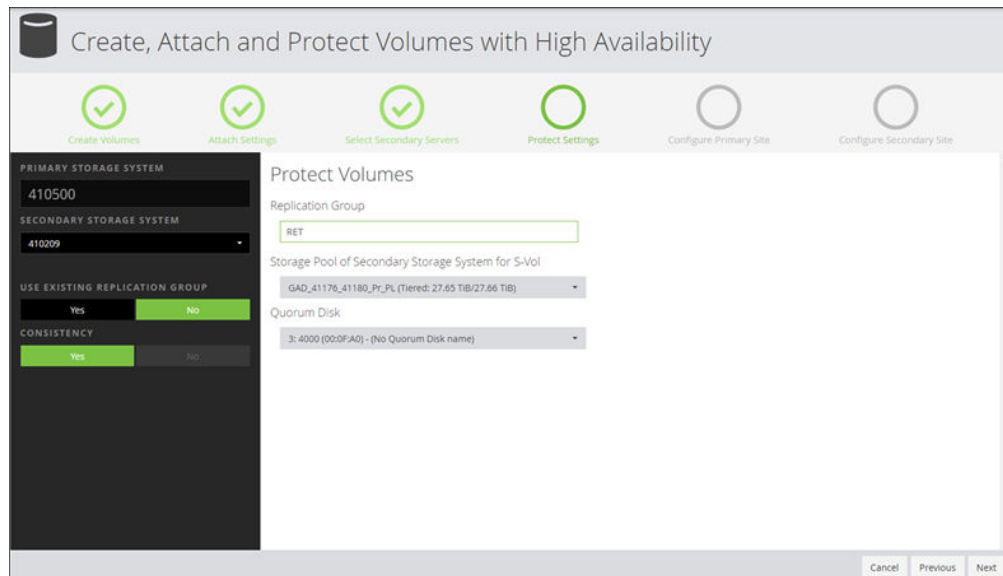 Create, Attach and Protect Volumes with High Availability
Create Volumes
Attach Settings
Select Secondary Servers
Protect Settings
Configure Primary Site
Configure Secondary Site
PRIMARY STORAGE SYSTEM
410500
SECONDARY STORAGE SYSTEM
410209
USE EXISTING REPLICATION GROUP
Yes No
CONSISTENCY
Yes No
Protect Volumes
Replication Group
RET
Storage Pool of Secondary Storage System for S-Vol
GAD_41176_41180_Pr_PL (Tiered: 27.65 TiB/27.66 TiB)
Quorum Disk
3: 4000 (00:0F:A0) - (No Quorum Disk name)
Cancel Previous Next